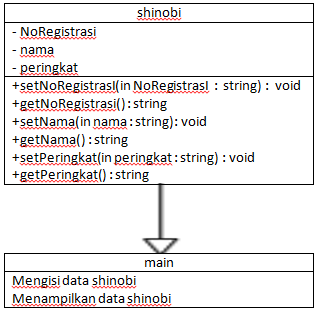 shinobi
- NoRegistrasi
- nama
- peringkat
+setNoRegistrasI(in NoRegistrasI : string) : void
+getNoRegistrasi() : string
+setNama(in nama : string): void
+getNama() : string
+setPeringkat(in peringkat : string) : void
+getPeringkat() : string
main
Mengisi data shinobi
Menampilkan data shinobi